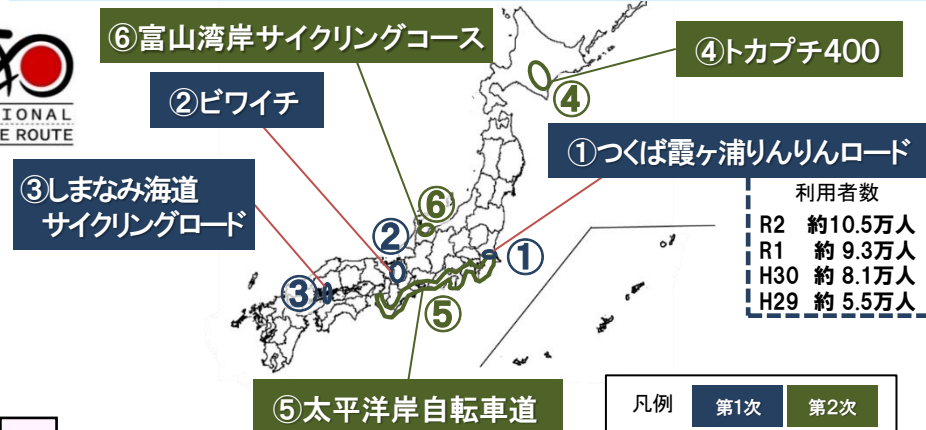 ⑥富山湾岸サイクリングコース
④トカプチ400
IONAL
E ROUTE
②ビワイチ
④
①つくば霞ヶ浦りんりんロード
③しまなみ海道
サイクリングロード
利用者数
R2 約10.5万人
R1 約 9.3万人
H30 約 8.1万人
H29 約 5.5万人
⑥
②
①
③
⑤
⑤太平洋岸自転車道
凡例 第1次 第2次